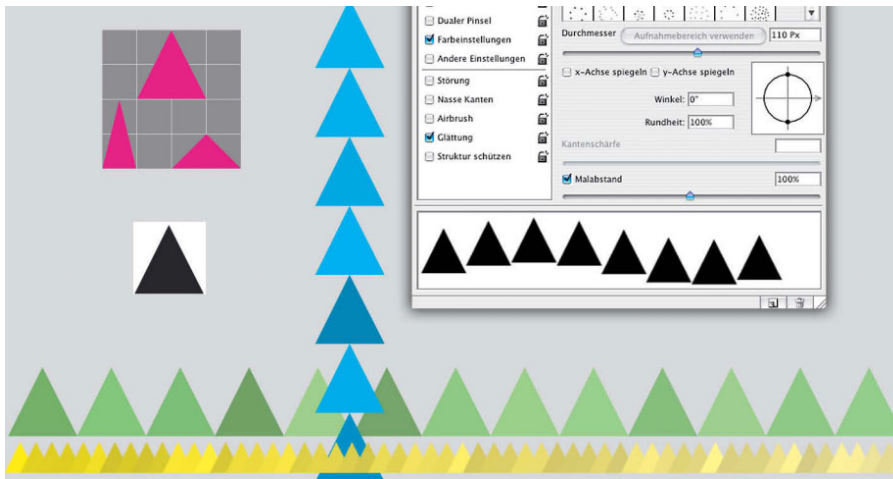 Dualer Pinsel
Farbeinstellungen
Andere Einstellungen
Störung
Nasse Kanten
Airbrush
Glättung
Struktur schützen
Durchmesser
Aufnahmebereich verwenden
110 Px
x-Achse spiegeln
y-Achse spiegeln
Winkel: 0°
Rundheit: 100%
Kantenschärfe
Malabstand
100%